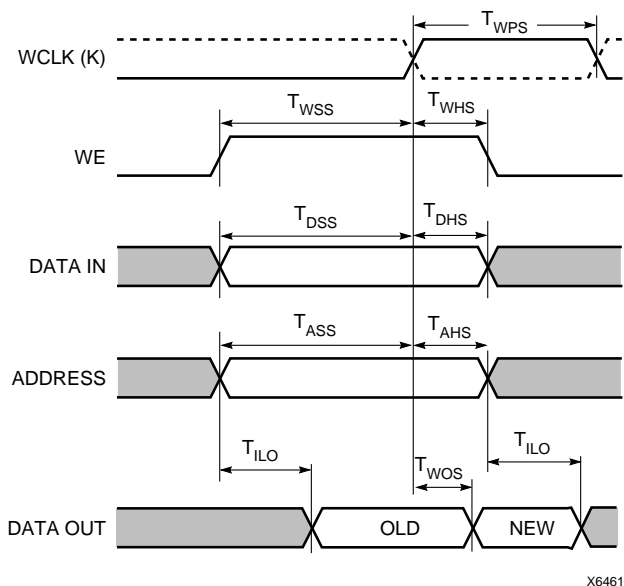 T_WPS
WCLK (K)
T_WSS T_WHS
WE
T_DSS T_DHS
DATA IN
T_ASS T_AHS
ADDRESS
T_ILO T_WOS T_ILO
DATA OUT OLD NEW
X6461